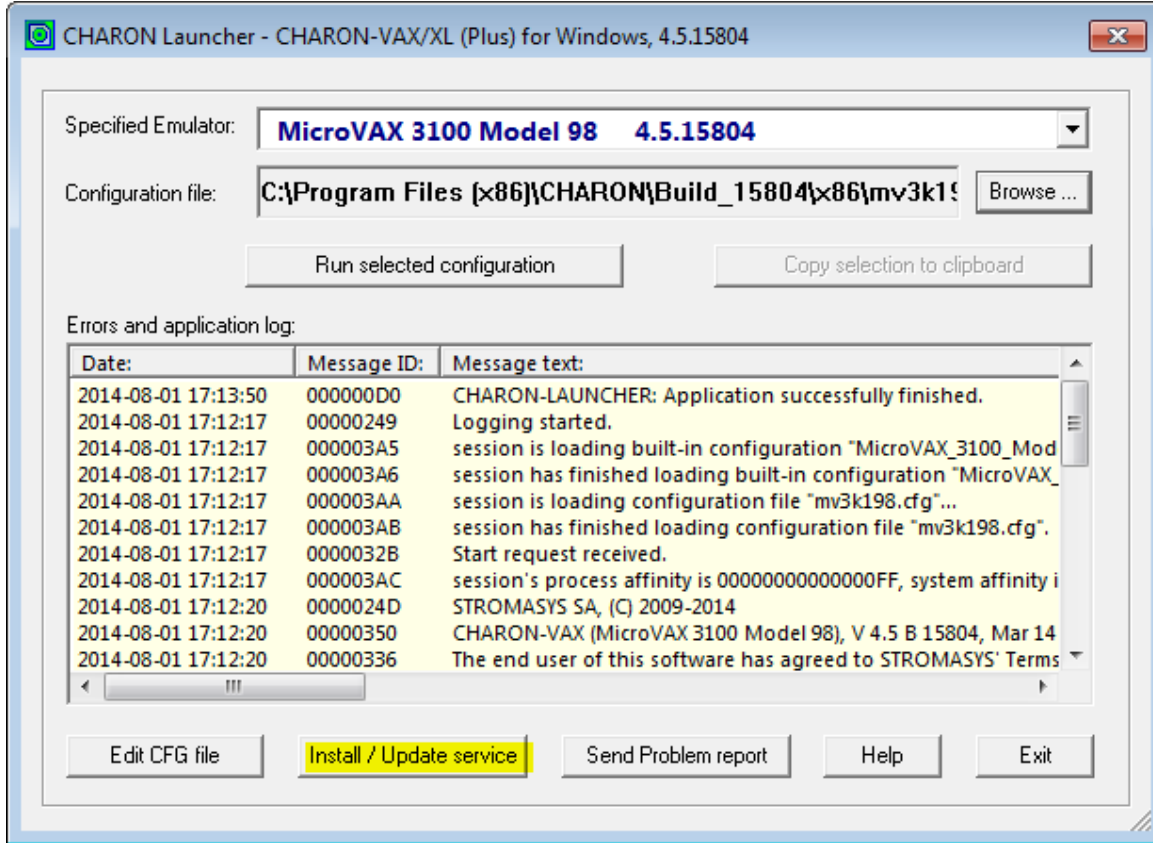 CHARON Launcher - CHARON-VAX/XL (Plus) for Windows, 4.5.15804
Specified Emulator: MicroVAX 3100 Model 98 4.5.15804
Configuration file: C:\Program Files (x86)\CHARON\Build_15804\x86\mv3k19 Browse ...
Run selected configuration Copy selection to clipboard
Errors and application log:
Date: Message ID: Message text:
2014-08-01 17:13:50 000000D0 CHARON-LAUNCHER: Application successfully finished.
2014-08-01 17:12:17 00000249 Logging started.
2014-08-01 17:12:17 000003A5 session is loading built-in configuration "MicroVAX_3100_Mod
2014-08-01 17:12:17 000003A6 session has finished loading built-in configuration "MicroVAX_
2014-08-01 17:12:17 000003AA session is loading configuration file "mv3k198.cfg"...
2014-08-01 17:12:17 000003AB session has finished loading configuration file "mv3k198.cfg".
2014-08-01 17:12:17 0000032B Start request received.
2014-08-01 17:12:17 000003AC session's process affinity is 00000000000000FF, system affinity i
2014-08-01 17:12:20 0000024D STROMASYS SA, (C) 2009-2014
2014-08-01 17:12:20 00000350 CHARON-VAX (MicroVAX 3100 Model 98), V 4.5 B 15804, Mar 14
2014-08-01 17:12:20 00000336 The end user of this software has agreed to STROMASYS' Terms
Edit CFG file Install / Update service Send Problem report Help Exit